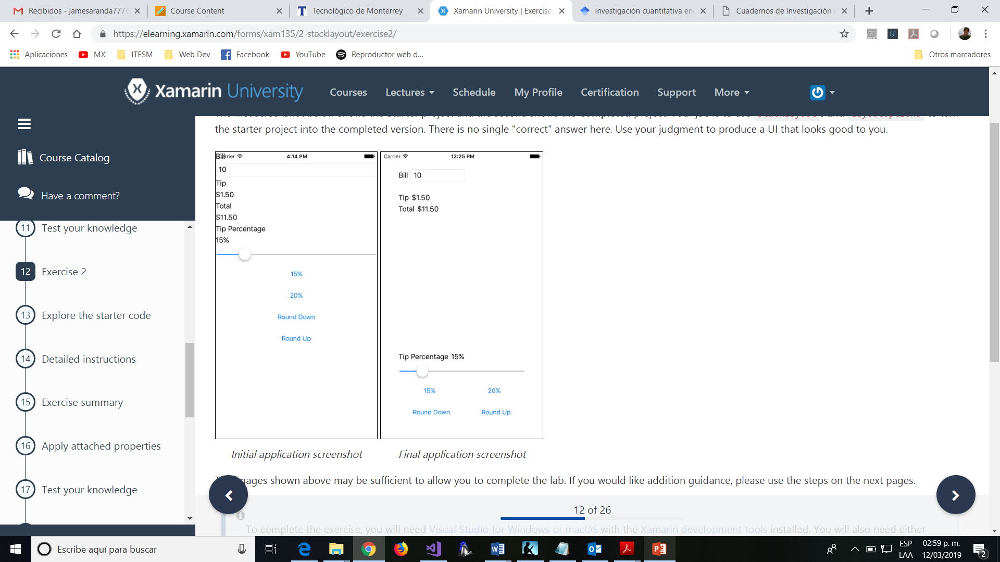 Recibidos - jamesaranda777
Course Content
Tecnológico de Monterrey
Xamarin University | Exercise
investigación cuantitativa en
Cuadernos de Investigación
https://elearning.xamarin.com/forms/xam135/2-stacklayout/exercise2/
Aplicaciones
MX
ITESM
Web Dev
Facebook
YouTube
Reproductor web d...
Otros marcadores
Xamarin University
Courses
Lectures
Schedule
My Profile
Certification
Support
More
Course Catalog
Have a comment?
11 Test your knowledge
12 Exercise 2
13 Explore the starter code
14 Detailed instructions
15 Exercise summary
16 Apply attached properties
17 Test your knowledge
the starter project into the completed version. There is no single "correct" answer here. Use your judgment to produce a UI that looks good to you.
Bill
4:14 PM
10
Tip
$1.50
Total
$11.50
Tip Percentage
15%
15%
20%
Round Down
Round Up
Carrier
12:25 PM
Bill 10
Tip $1.50
Total $11.50
Tip Percentage 15%
15% 20%
Round Down Round Up
Initial application screenshot
Final application screenshot
images shown above may be sufficient to allow you to complete the lab. If you would like addition guidance, please use the steps on the next pages.
12 of 26
To complete the exercise, you will need Visual Studio for Windows or macOS with the Xamarin development tools installed. You will also need either
Escribe aquí para buscar
ESP
LAA
02:59 p. m.
12/03/2019
2